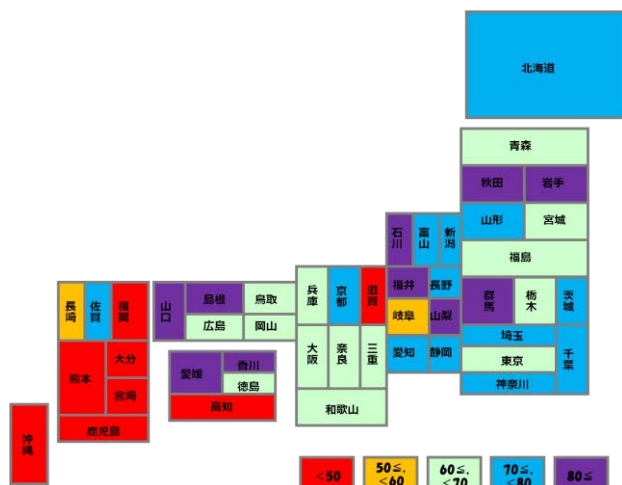 北海道
青森
秋田
岩手
山形
宮城
福島
石川
富山
新潟
福井
長野
群馬
栃木
茨城
岐阜
山梨
埼玉
千葉
愛知
静岡
東京
神奈川
兵庫
京都
滋賀
大阪
奈良
三重
和歌山
山口
島根
鳥取
広島
岡山
愛媛
香川
徳島
高知
長崎
佐賀
福岡
熊本
大分
宮崎
鹿児島
沖縄
<50
50≦,
<60
60≦,
<70
70≦,
<80
80≦